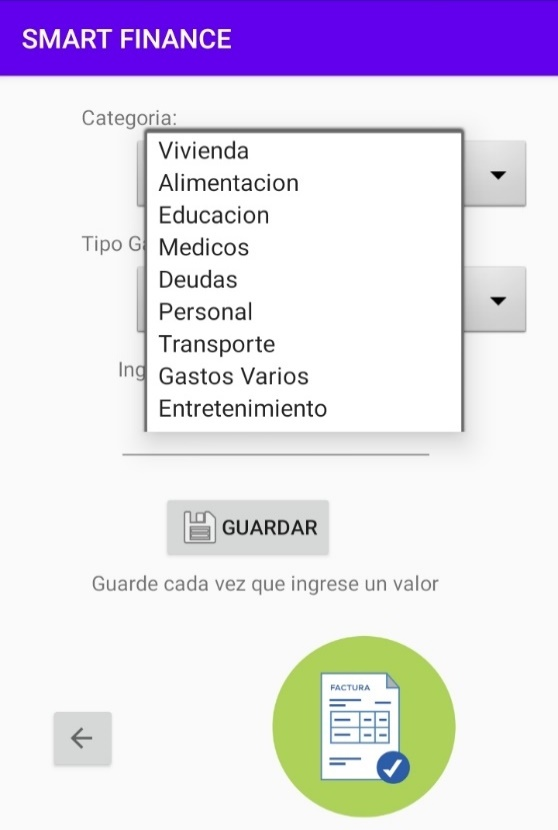 SMART FINANCE
Categoria:
Vivienda
Alimentacion
Educacion
Medicos
Deudas
Personal
Transporte
Gastos Varios
Entretenimiento
Tipo
GUARDAR
Guarde cada vez que ingrese un valor
FACTURA